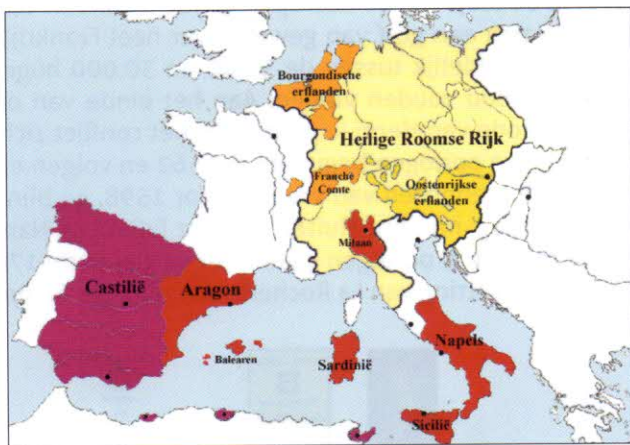 Bourgondische
erflanden
Heilige Roomse Rijk
Franche
Comte
Oostenrijkse
erflanden
Milaan
Castilië
Aragon
Napels
Balearen
Sardinië
Sicilië